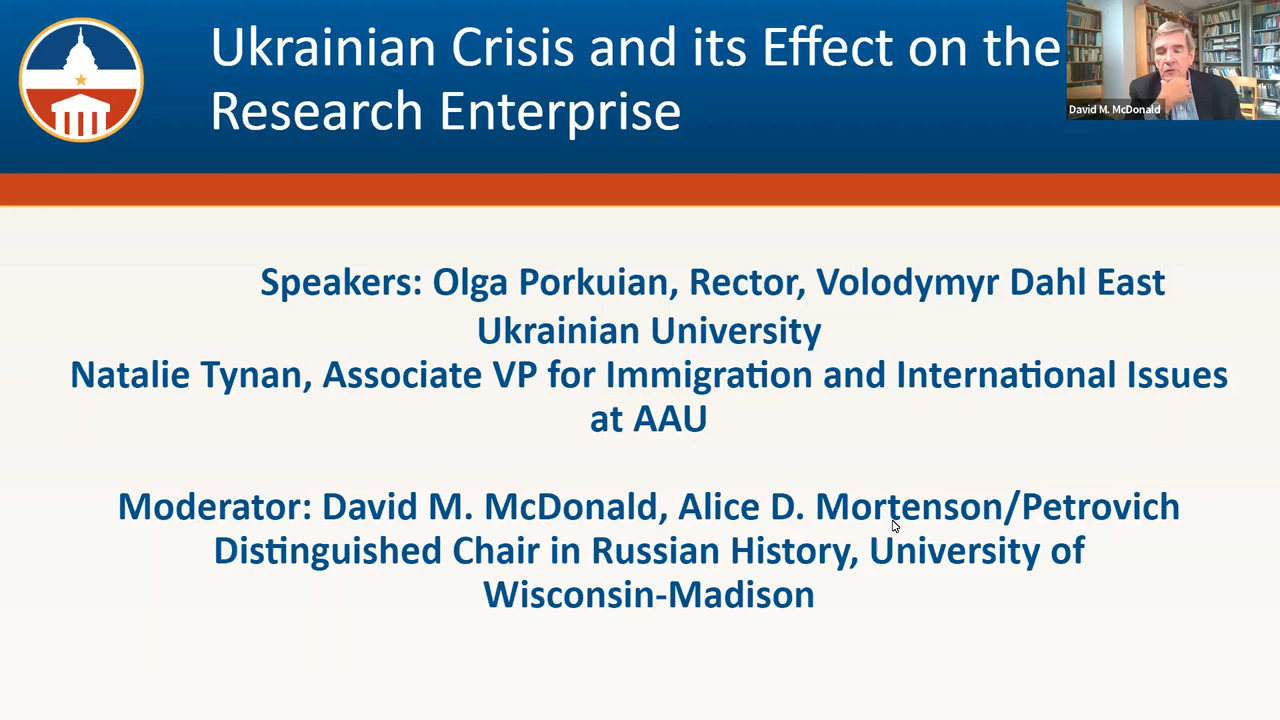 Ukrainian Crisis and its Effect on the
Research Enterprise
David M. McDonald
Speakers: Olga Porkuian, Rector, Volodymyr Dahl East
Ukrainian University
Natalie Tynan, Associate VP for Immigration and International Issues
at AAU
Moderator: David M. McDonald, Alice D. Mortenson/Petrovich
Distinguished Chair in Russian History, University of
Wisconsin-Madison